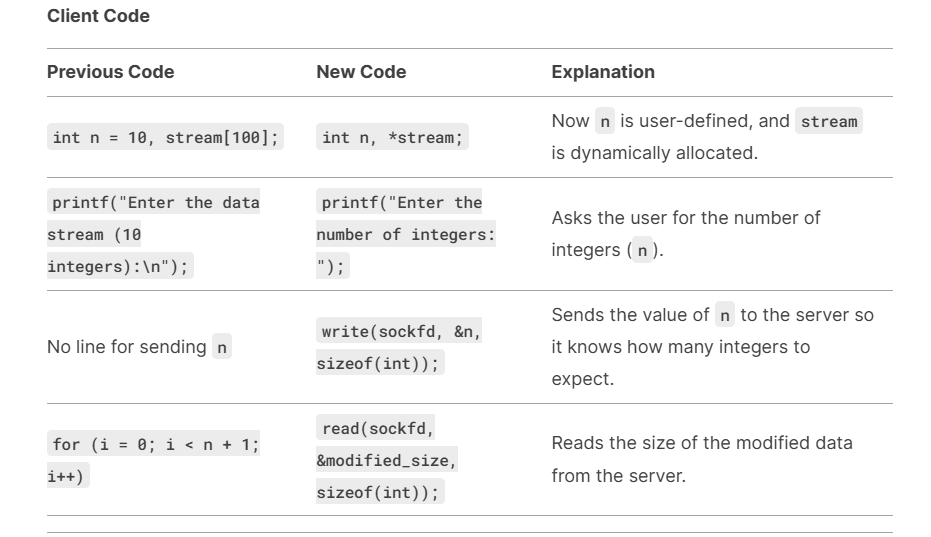 Client Code
Previous Code New Code Explanation
int n = 10, stream[100]; int n, *stream; Now n is user-defined, and stream
is dynamically allocated.
printf("Enter the data
stream (10
integers):\n"); printf("Enter the
number of integers:
"); Asks the user for the number of
integers ( n ).
No line for sending n write(sockfd, &n,
sizeof(int)); Sends the value of n to the server so
it knows how many integers to
expect.
for (i = 0; i < n + 1;
i++) read(sockfd,
&modified_size,
sizeof(int)); Reads the size of the modified data
from the server.